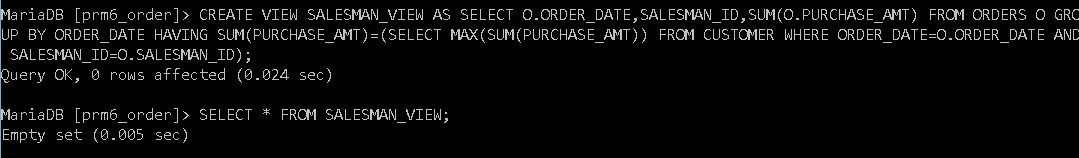 MariaDB [prm6_order]> CREATE VIEW SALESMAN_VIEW AS SELECT O.ORDER_DATE,SALESMAN_ID,SUM(O.PURCHASE_AMT) FROM ORDERS O GRO
UP BY ORDER_DATE HAVING SUM(PURCHASE_AMT)=(SELECT MAX(SUM(PURCHASE_AMT)) FROM CUSTOMER WHERE ORDER_DATE=O.ORDER_DATE AND
 SALESMAN_ID=O.SALESMAN_ID);
Query OK, 0 rows affected (0.024 sec)
MariaDB [prm6_order]> SELECT * FROM SALESMAN_VIEW;
Empty set (0.005 sec)